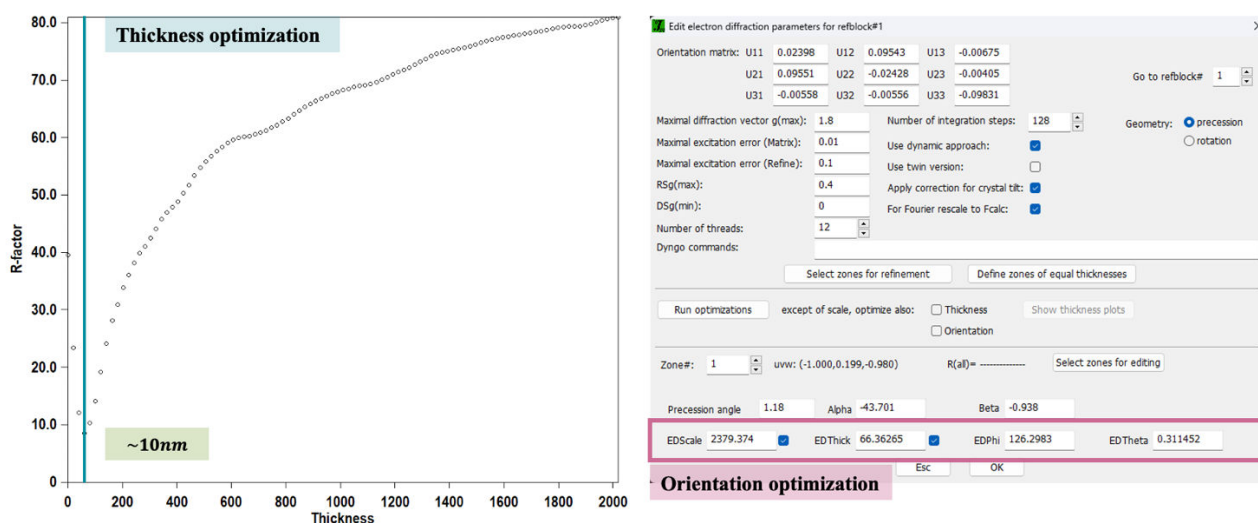 Thickness optimization
81.0
70.0
60.0
50.0
40.0
30.0
20.0
10.0
0
R-factor
~10nm
0 200 400 600 800 1000 1200 1400 1600 1800 2000
Thickness
Edit electron diffraction parameters for refblock#1
Orientation matrix: U11 0.02398 U12 0.09543 U13 -0.00675
U21 0.09551 U22 -0.02428 U23 -0.00405
U31 -0.00558 U32 -0.00556 U33 -0.09831
Go to refblock# 1
Maximal diffraction vector g(max): 1.8 Number of integration steps: 128 Geometry: precession
Maximal excitation error (Matrix): 0.01 Use dynamic approach: rotation
Maximal excitation error (Refine): 0.1 Use twin version:
RSg(max): 0.4 Apply correction for crystal tilt:
DSg(min): 0 For Fourier rescale to Fcalc:
Number of threads: 12
Dyngo commands:
Select zones for refinement Define zones of equal thicknesses
Run optimizations except of scale, optimize also: Thickness Show thickness plots
Orientation
Zone#: 1 uvw: (-1.000,0.199,-0.980) R(all)= -------------- Select zones for editing
Precession angle 1.18 Alpha -43.701 Beta -0.938
EDScale 2379.374 EDThick 66.36265 EDPhi 126.2983 EDTheta 0.311452
Esc OK
Orientation optimization